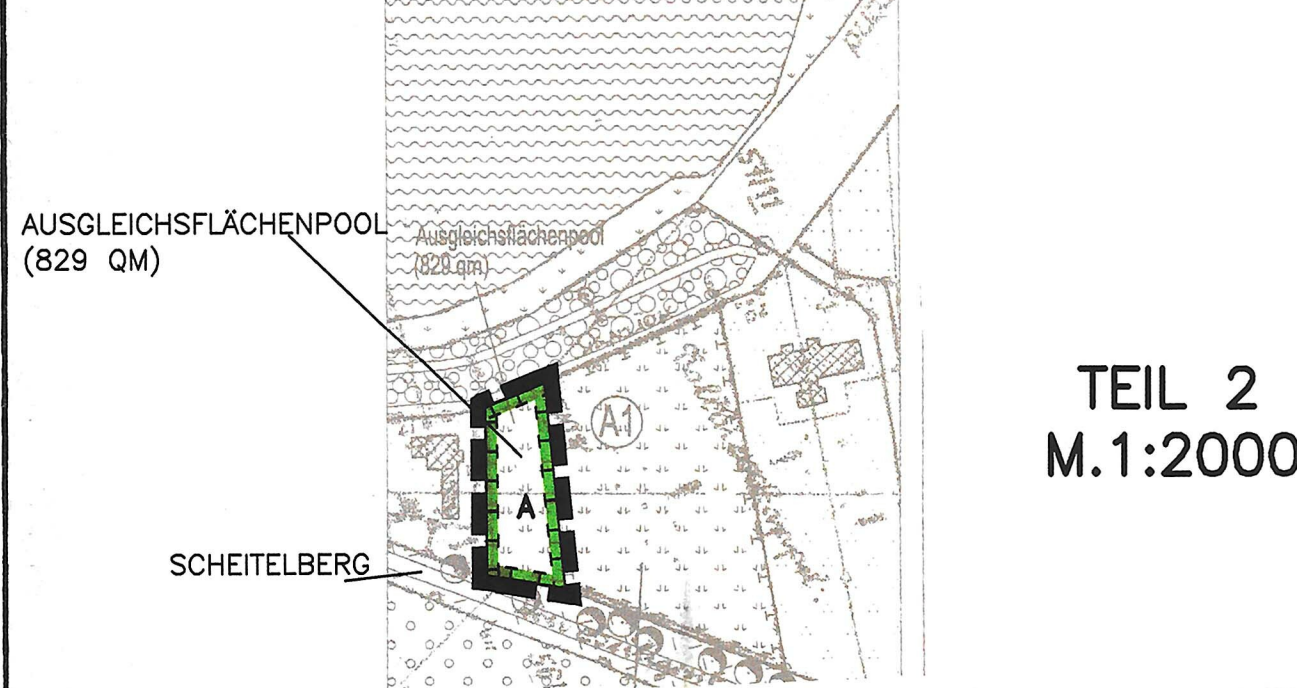 AUSGLEICHSFLÄCHENPOOL
(829 QM)
Ausgleichsflächenpool
(829 qm)
A1
A
SCHEITELBERG
TEIL 2
M.1:2000